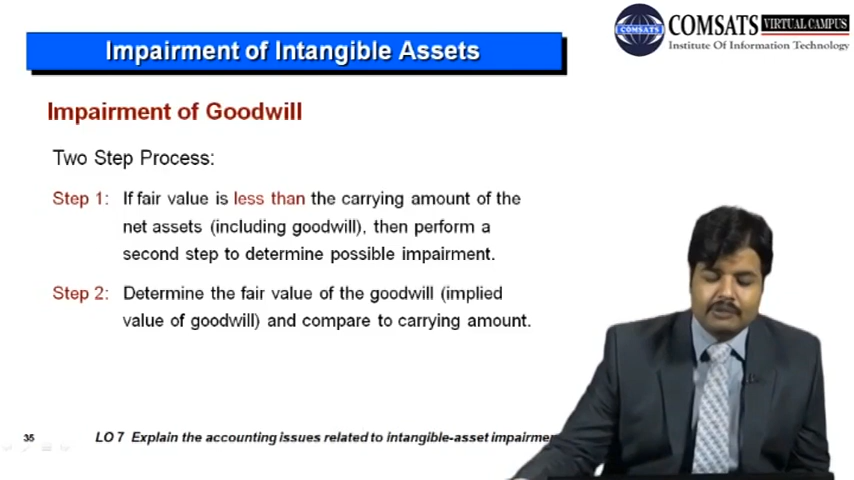 COMSATS
COMSATS VIRTUAL CAMPUS
Institute Of Information Technology
Impairment of Intangible Assets
Impairment of Goodwill
Two Step Process:
Step 1: If fair value is less than the carrying amount of the
net assets (including goodwill), then perform a
second step to determine possible impairment.
Step 2: Determine the fair value of the goodwill (implied
value of goodwill) and compare to carrying amount.
35
LO 7 Explain the accounting issues related to intangible-asset impairmen